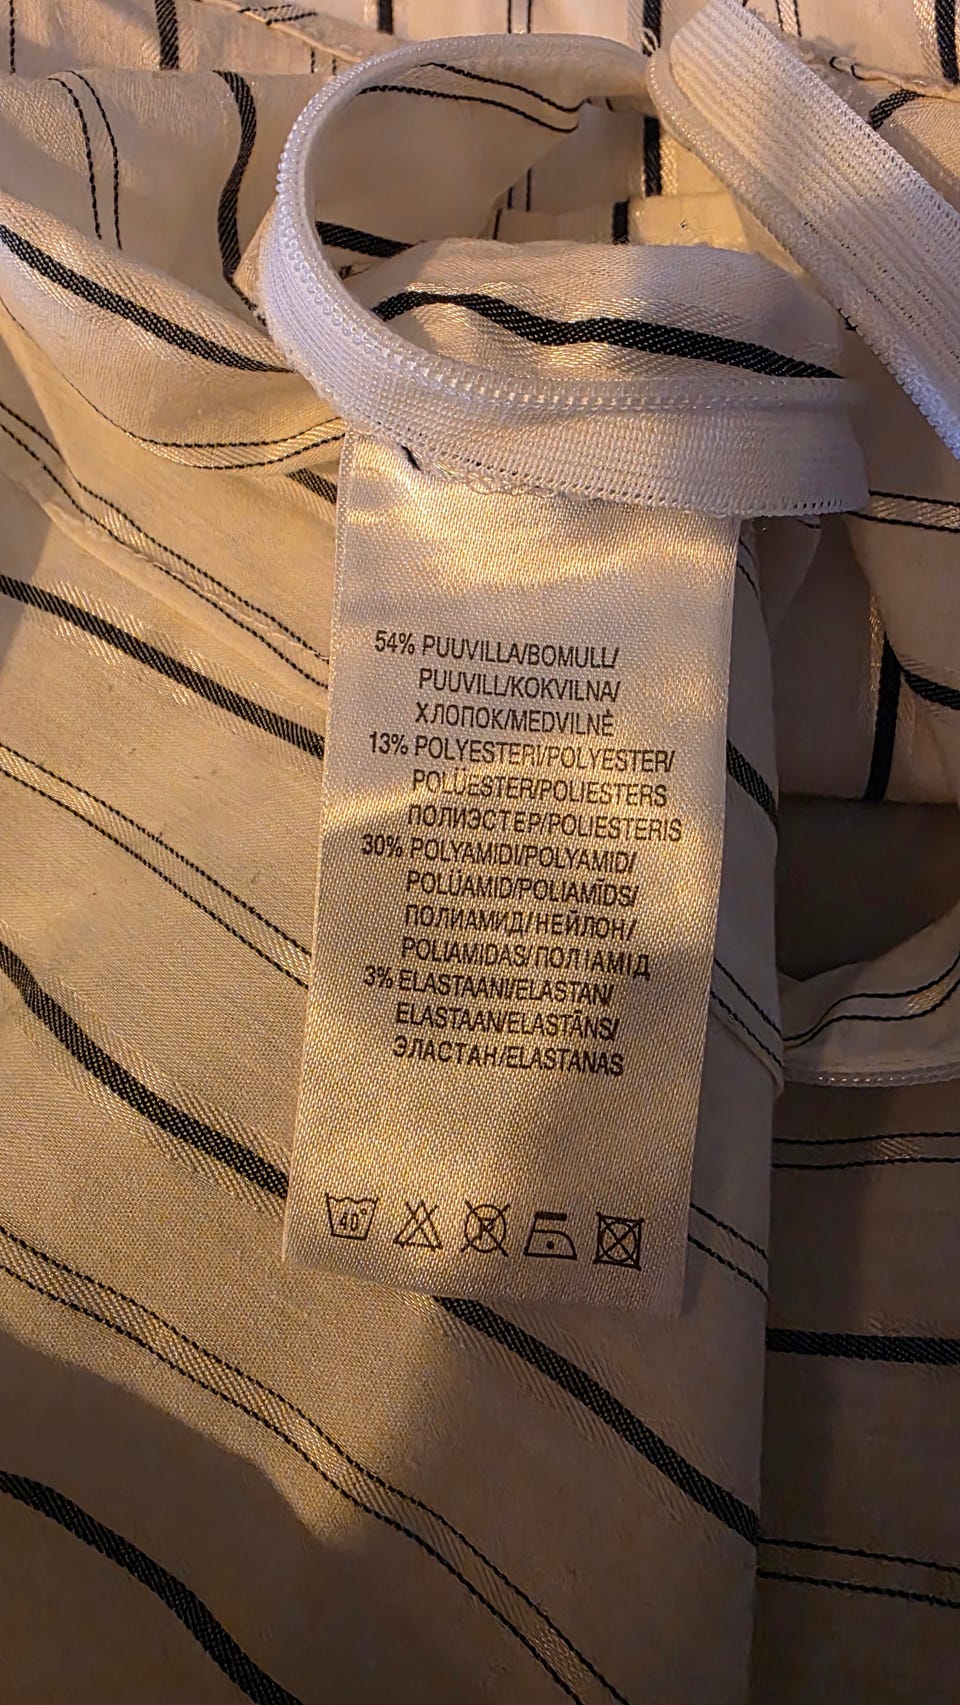 54% PUUVILLA/BOMULL/
PUUVILL/KOKVILNA/
ХЛОПОК/MEDVILNĖ
13% POLYESTERI/POLYESTER/
POLÜESTER/POLIESTERS
ПОЛИЭСТЕР/POLIESTERIS
30% POLYAMIDI/POLYAMID/
POLÜAMID/POLIAMĪDS/
ПОЛИАМИД/НЕЙЛОН/
POLIAMIDAS/ПОЛІАМІД
3% ELASTAANI/ELASTAN/
ELASTAAN/ELASTĀNS/
ЭЛАСТАН/ELASTANAS
40° P